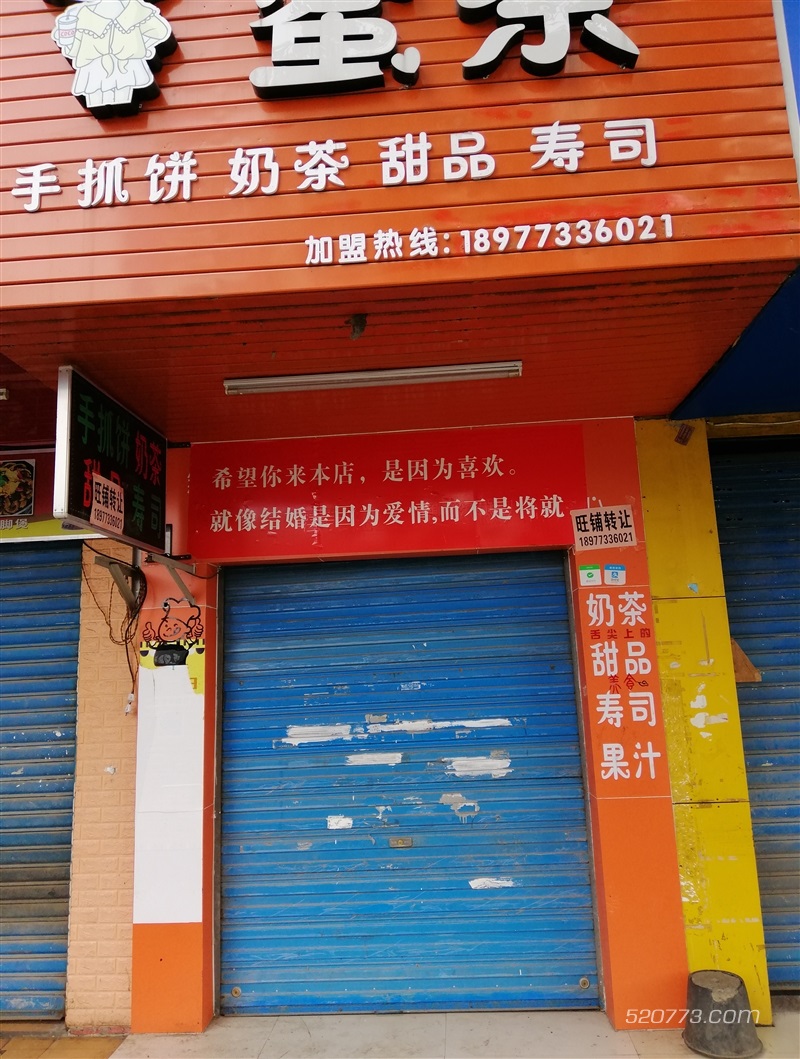 手抓饼 奶茶 甜品 寿司
加盟热线:18977336021
手抓饼 奶茶
寿司
旺铺转让
18977336021
希望你来本店，是因为喜欢。
就像结婚是因为爱情,而不是将就
旺铺转让
18977336021
奶茶
舌尖上的
甜品
美食
寿司
果汁
520773.com